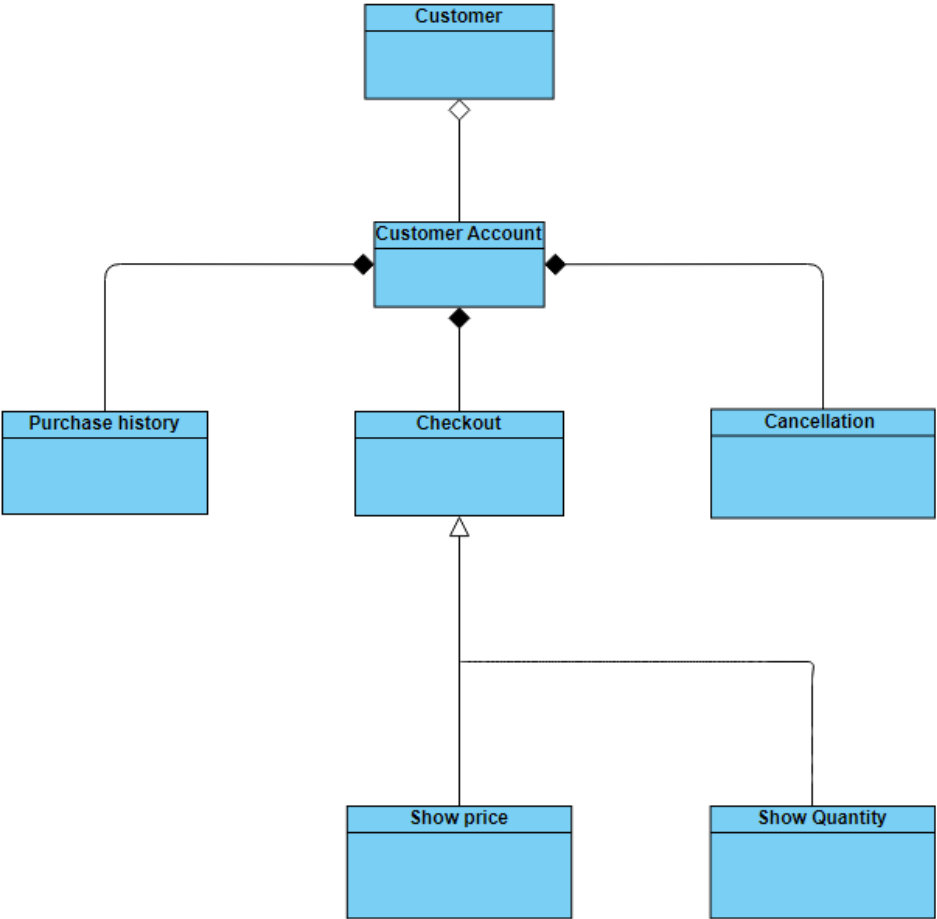 Customer
Customer Account
Purchase history
Checkout
Cancellation
Show price
Show Quantity